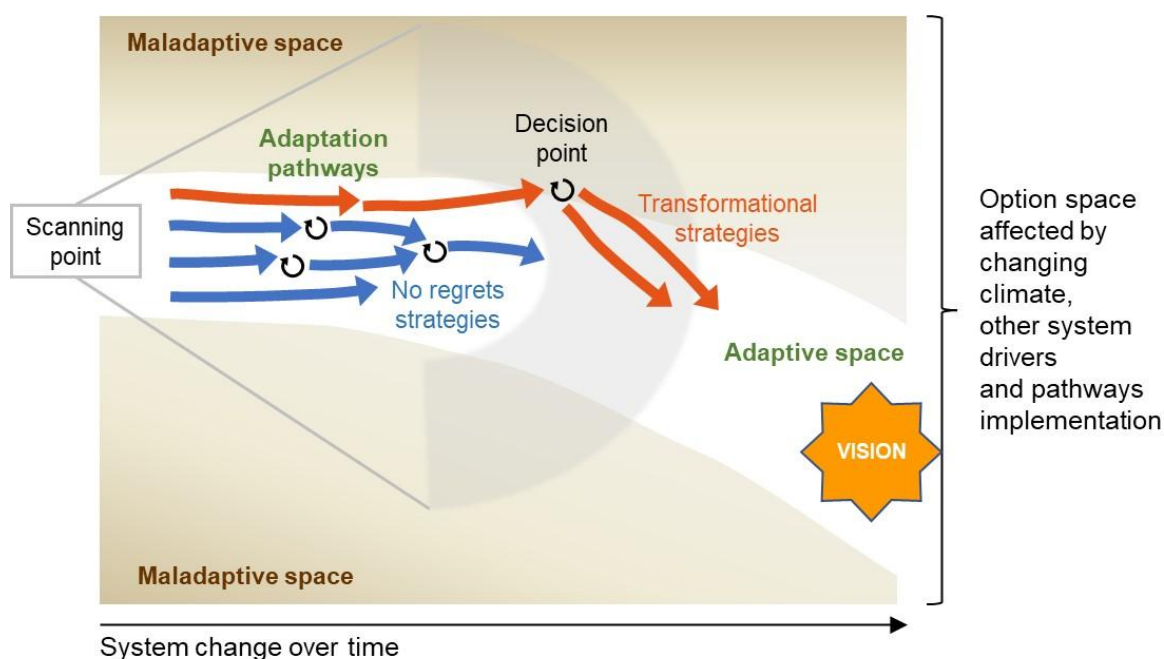 Maladaptive space
Adaptation
pathways
Decision
point
Scanning
point
Transformational
strategies
No regrets
strategies
Adaptive space
VISION
Maladaptive space
System change over time
Option space
affected by
changing
climate,
other system
drivers
and pathways
implementation